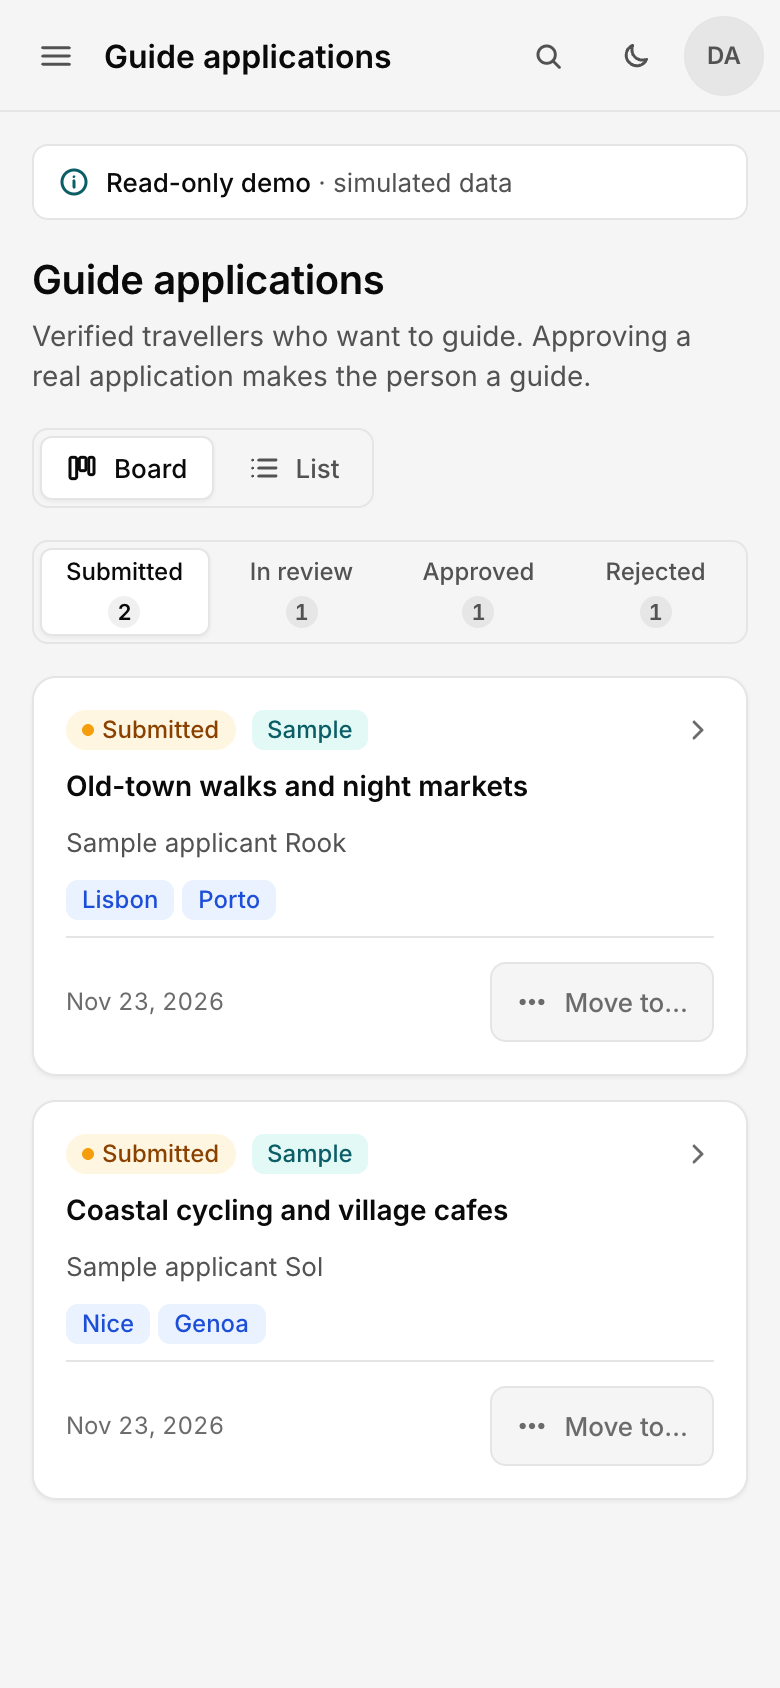 Guide applications
DA
Read-only demo · simulated data
Guide applications
Verified travellers who want to guide. Approving a
real application makes the person a guide.
Board
List
Submitted
In review
Approved
Rejected
2
1
1
1
Submitted
Sample
Old-town walks and night markets
Sample applicant Rook
Lisbon
Porto
Nov 23, 2026
Move to...
Submitted
Sample
Coastal cycling and village cafes
Sample applicant Sol
Nice
Genoa
Nov 23, 2026
Move to...